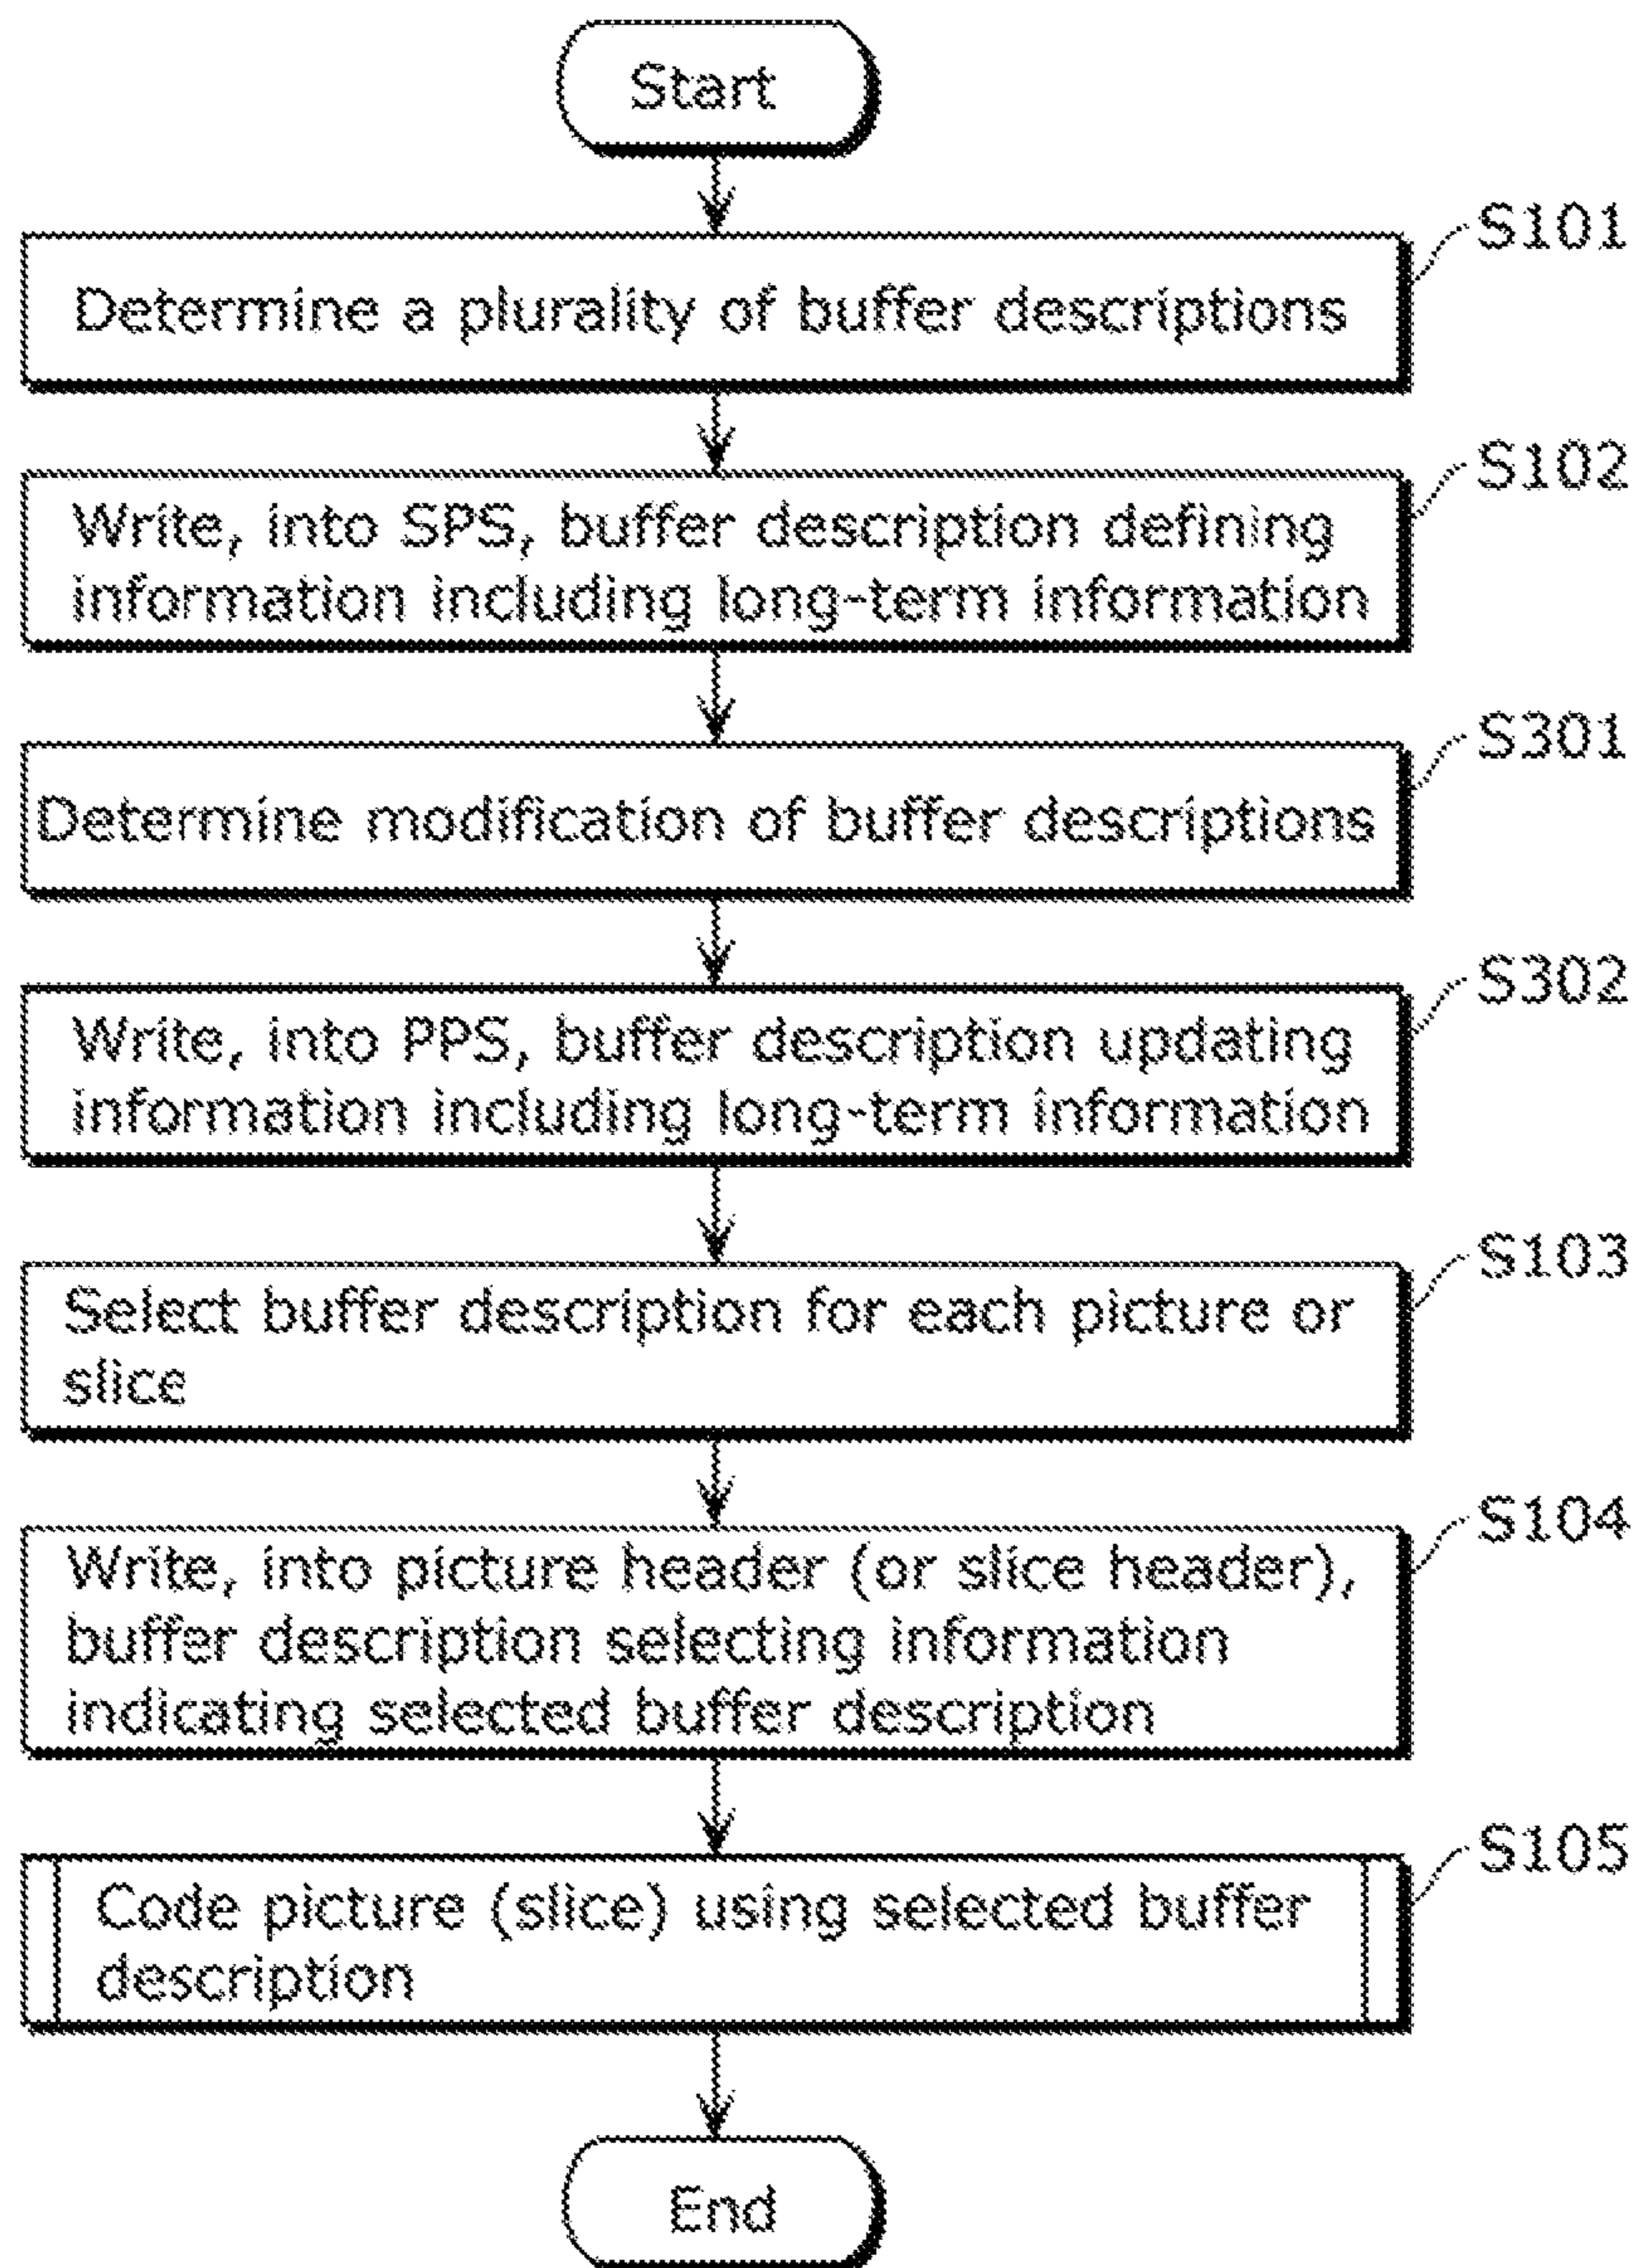 Start
S101
Determine a plurality of buffer descriptions
S102
Write, into SPS, buffer description defining
information including long-term information
S301
Determine modification of buffer descriptions
S302
Write, into PPS, buffer description updating
information including long-term information
S103
Select buffer description for each picture or
slice
S104
Write, into picture header (or slice header),
buffer description selecting information
indicating selected buffer description
S105
Code picture (slice) using selected buffer
description
End